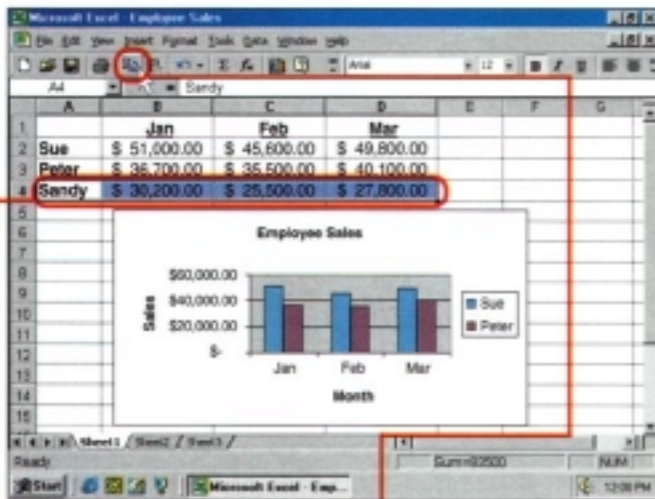 Microsoft Excel - Employee Sales
File Edit View Insert Format Tools Data Window Help
Arial 12 B I U
A4 = Sandy
A B C D E F G
1 Jan Feb Mar
2 Sue $ 51,000.00 $ 45,600.00 $ 49,800.00
3 Peter $ 36,700.00 $ 35,500.00 $ 40,100.00
4 Sandy $ 30,200.00 $ 25,500.00 $ 27,800.00
5
6 Employee Sales
7
8 $60,000.00
9 $40,000.00 Sue
10 Sales $20,000.00 Peter
11
12 $-
13 Jan Feb Mar
14 Month
15
Sheet1 / Sheet2 / Sheet3 /
Ready Sum=83500 NUM
Start Microsoft Excel - Emp... 12:00 PM